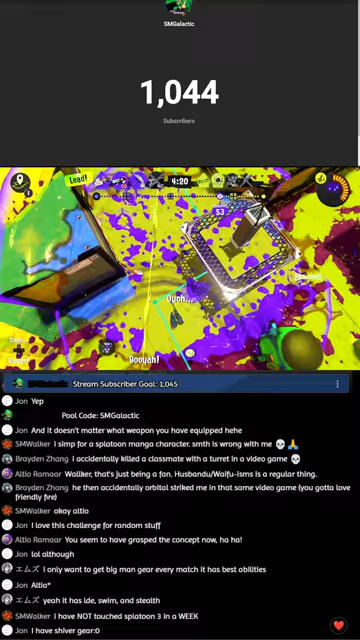 SMGalactic
1,044
Subscribers
Lead!
4:20
53
Ouch...
Booyah!
SMGalactic Stream Subscriber Goal: 1,045
Jon Yep
Pool Code: SMGalactic
Jon And it doesn't matter what weapon you have equipped hehe
SMWalker I simp for a splatoon manga character. smth is wrong with me 💀🙏
Brayden Zhang I accidentally killed a classmate with a turret in a video game 💀
Altio Ramaar Wallker, that's just being a fan. Husbandu/Waifu-isms is a regular thing.
Brayden Zhang he then accidentally orbital striked me in that same video game (you gotta love
friendly fire)
SMWalker okay altio
Jon I love this challenge for random stuff
Altio Ramaar You seem to have grasped the concept now, ha ha!
Jon lol although
エムズ I only want to get big man gear every match it has best abilities
Jon Altio*
エムズ yeah it has ide, swim, and stealth
SMWalker I have NOT touched splatoon 3 in a WEEK
Jon I have shiver gear:0